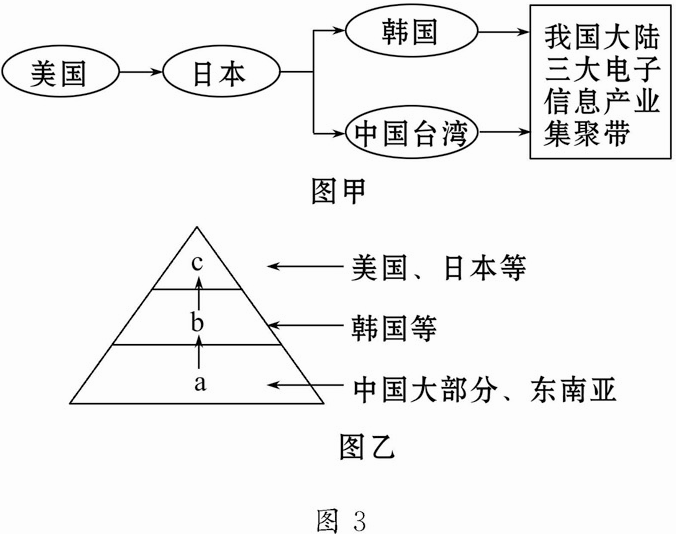 美国
日本
韩国
中国台湾
我国大陆
三大电子
信息产业
集聚带
图甲
c
美国、日本等
b
韩国等
a
中国大部分、东南亚
图乙
图 3